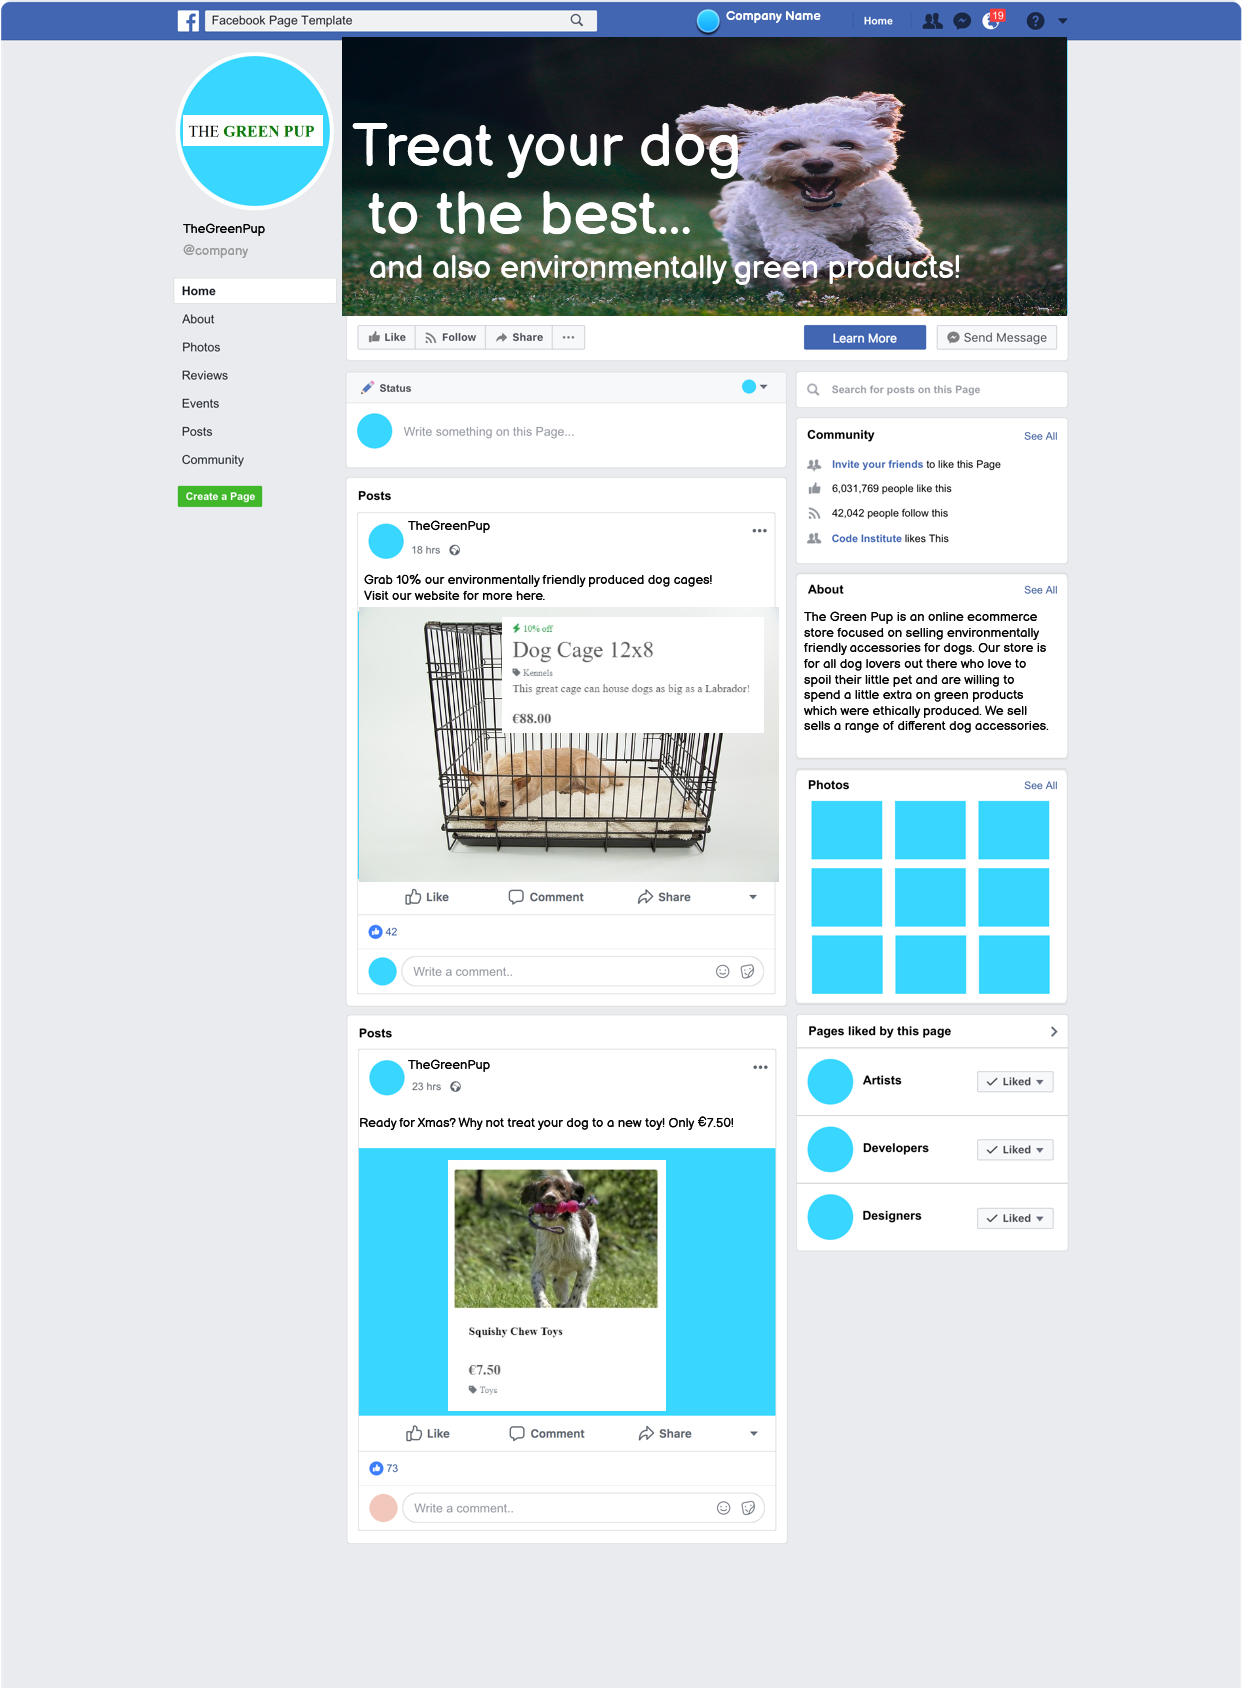 Facebook Page Template
Company Name
Home
19
THE GREEN PUP
TheGreenPup
@company
Home
About
Photos
Reviews
Events
Posts
Community
Create a Page
Treat your dog
to the best...
and also environmentally green products!
Like
Follow
Share
Learn More
Send Message
Status
Write something on this Page...
Posts
TheGreenPup
18 hrs
Grab 10% our environmentally friendly produced dog cages!
Visit our website for more here.
10% off
Dog Cage 12x8
Kennels
This great cage can house dogs as big as a Labrador!
€88.00
Like
Comment
Share
42
Write a comment..
Posts
TheGreenPup
23 hrs
Ready for Xmas? Why not treat your dog to a new toy! Only €7.50!
Squishy Chew Toys
€7.50
Toys
Like
Comment
Share
73
Write a comment..
Search for posts on this Page
Community
See All
Invite your friends to like this Page
6,031,769 people like this
42,042 people follow this
Code Institute likes This
About
See All
The Green Pup is an online ecommerce
store focused on selling environmentally
friendly accessories for dogs. Our store is
for all dog lovers out there who love to
spoil their little pet and are willing to
spend a little extra on green products
which were ethically produced. We sell
sells a range of different dog accessories.
Photos
See All
Pages liked by this page
Artists
Liked
Developers
Liked
Designers
Liked